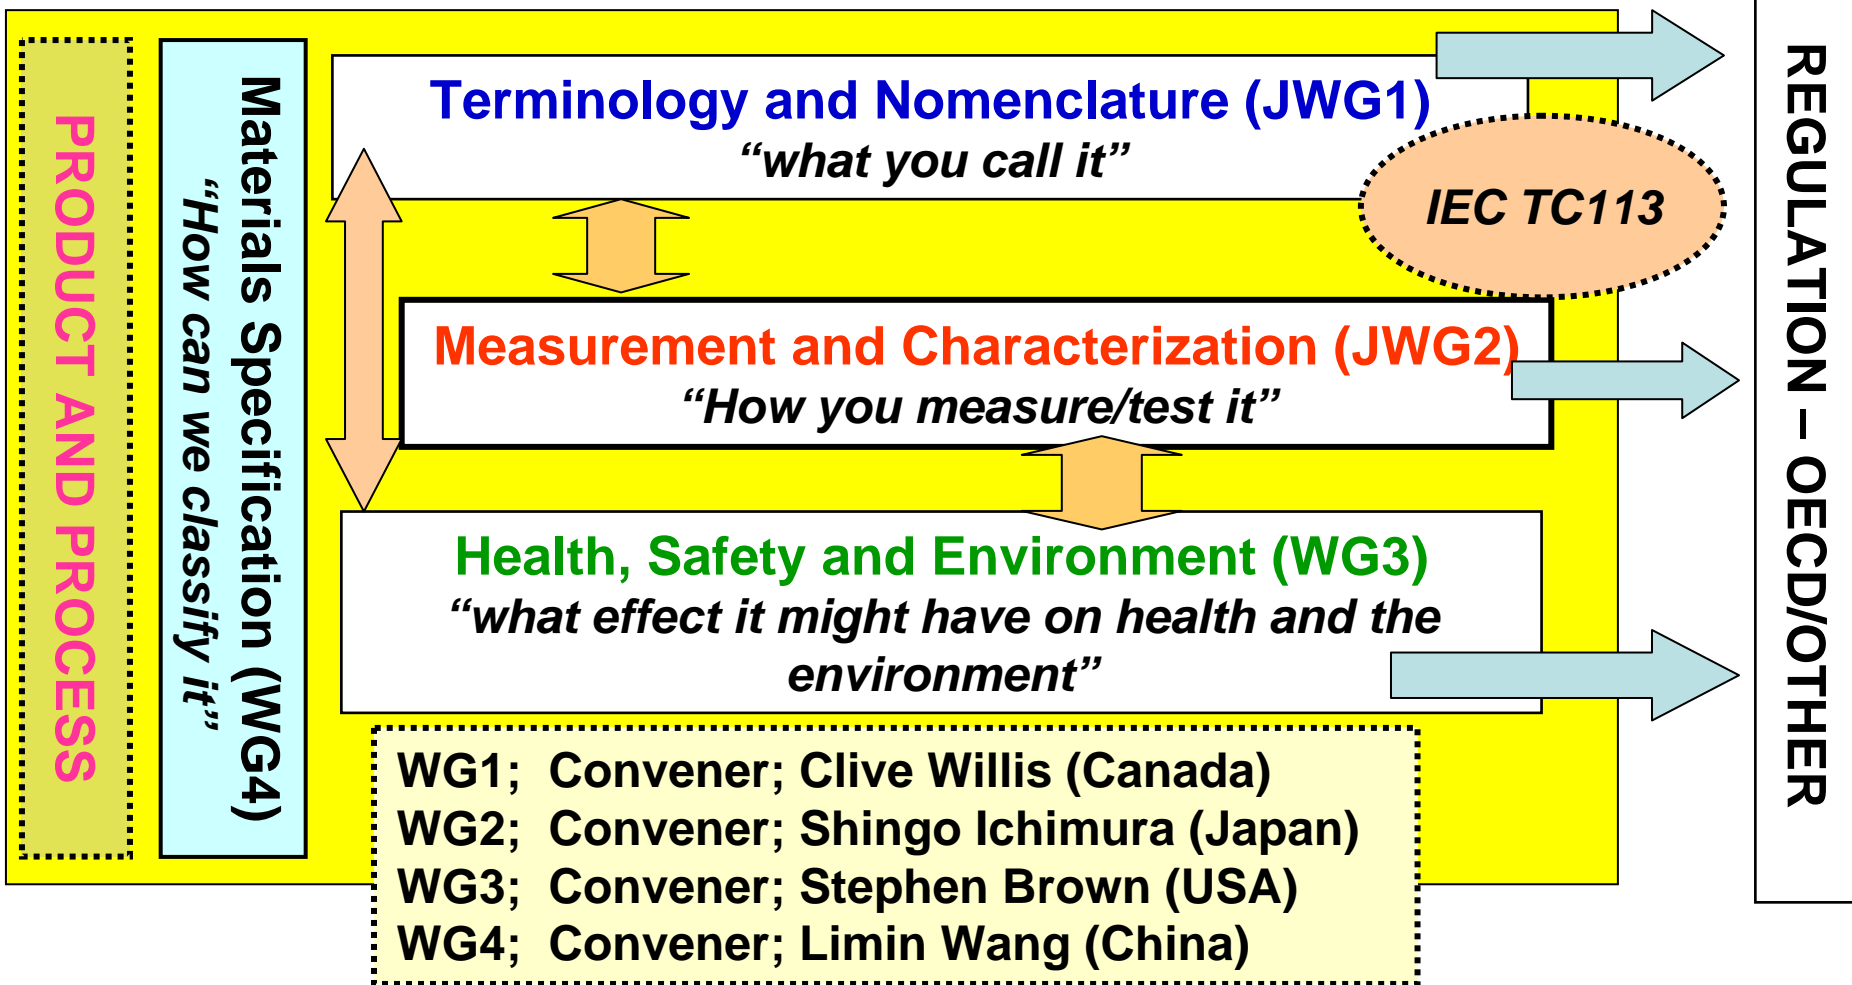 PRODUCT AND PROCESS
Materials Specification (WG4)
“How can we classify it”
Terminology and Nomenclature (JWG1)
“what you call it”
IEC TC113
Measurement and Characterization (JWG2)
“How you measure/test it”
Health, Safety and Environment (WG3)
“what effect it might have on health and the
environment”
WG1; Convener; Clive Willis (Canada)
WG2; Convener; Shingo Ichimura (Japan)
WG3; Convener; Stephen Brown (USA)
WG4; Convener; Limin Wang (China)
REGULATION – OECD/OTHER